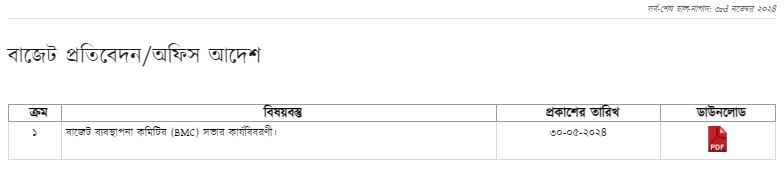 সর্ব-শেষ হাল-নাগাদ: ৩rd নভেম্বর ২০২৪
বাজেট প্রতিবেদন/অফিস আদেশ
ক্রম বিষয়বস্তু প্রকাশের তারিখ ডাউনলোড
১ বাজেট ব্যবস্থাপনা কমিটির (BMC) সভার কার্যবিবরণী। ৩০-০৫-২০২৪ PDF